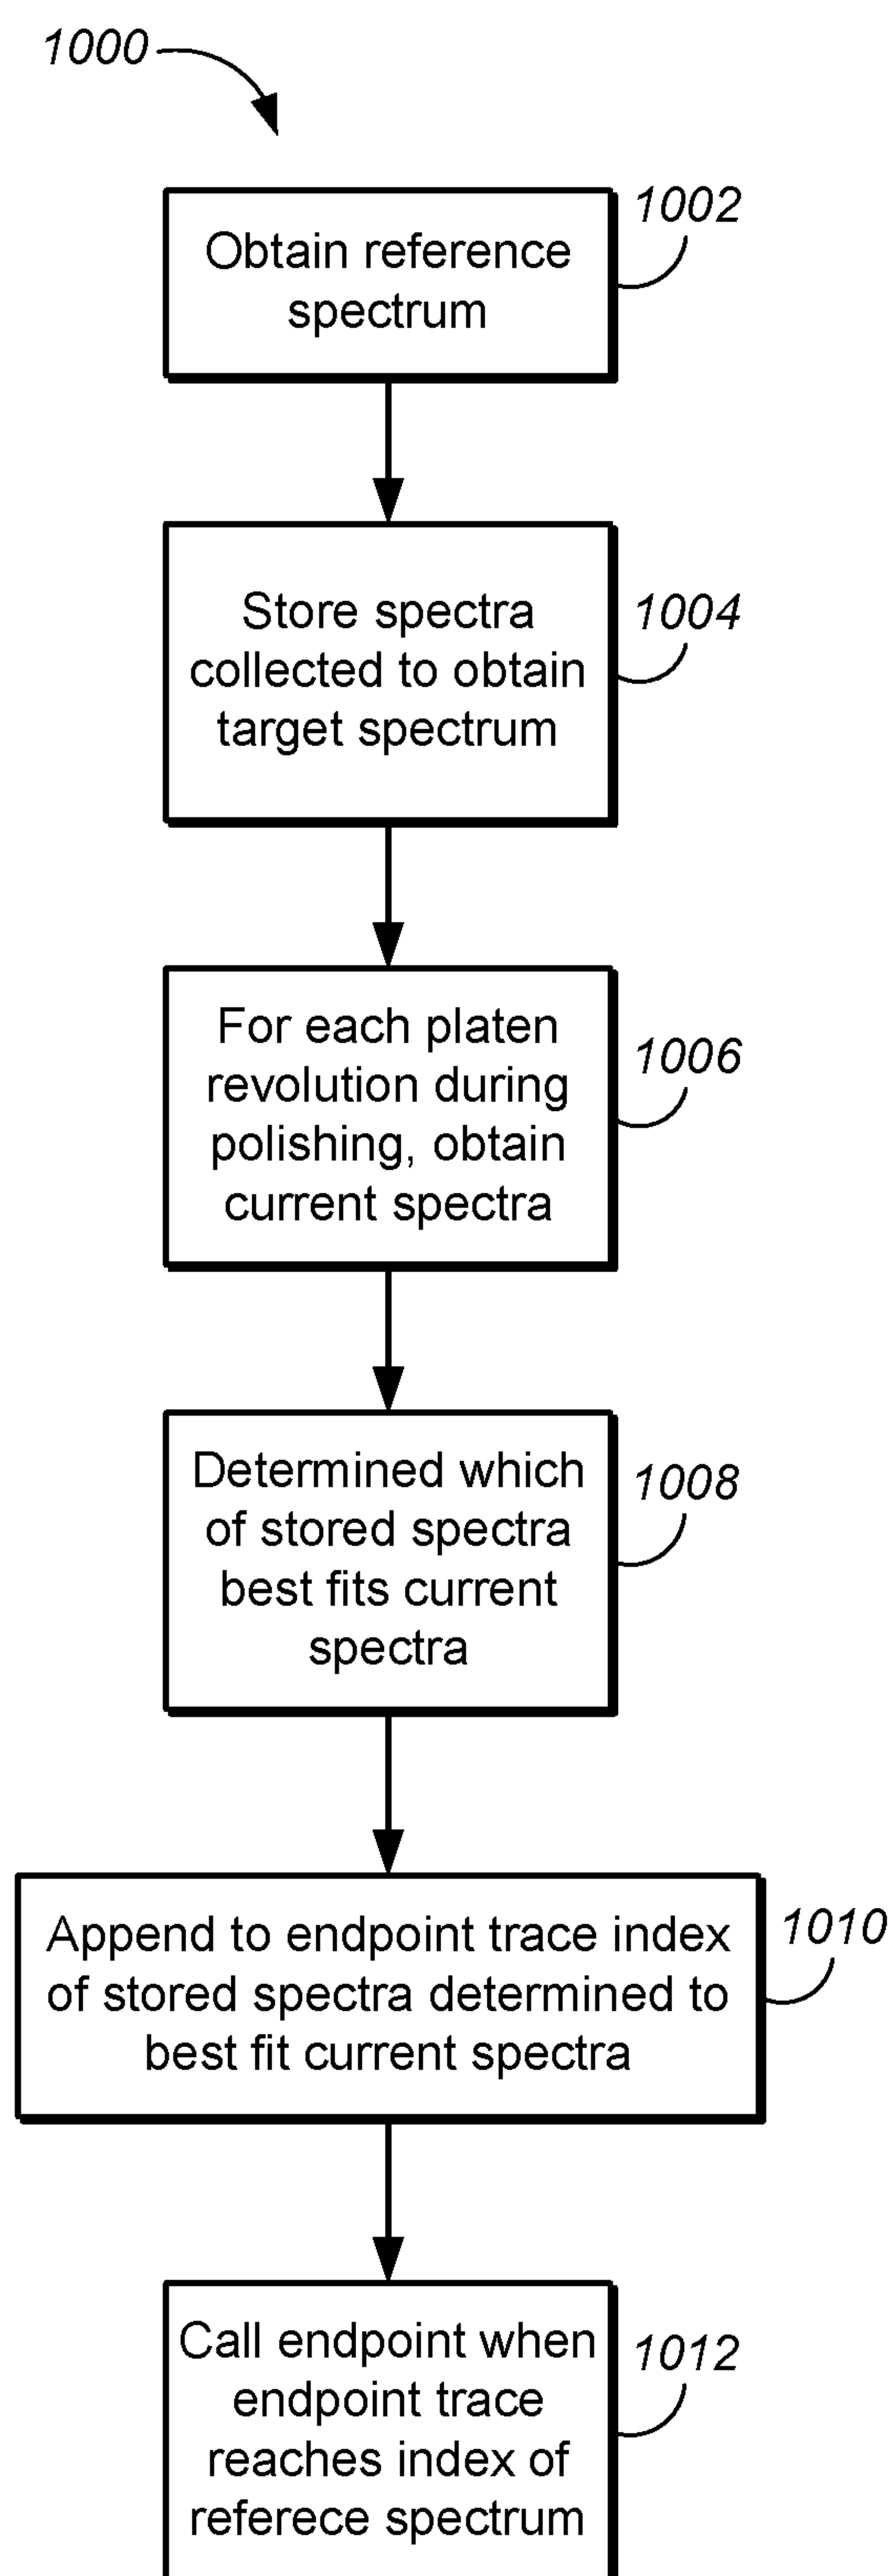 1000
1002
Obtain reference
spectrum
1004
Store spectra
collected to obtain
target spectrum
1006
For each platen
revolution during
polishing, obtain
current spectra
1008
Determined which
of stored spectra
best fits current
spectra
1010
Append to endpoint trace index
of stored spectra determined to
best fit current spectra
1012
Call endpoint when
endpoint trace
reaches index of
referece spectrum